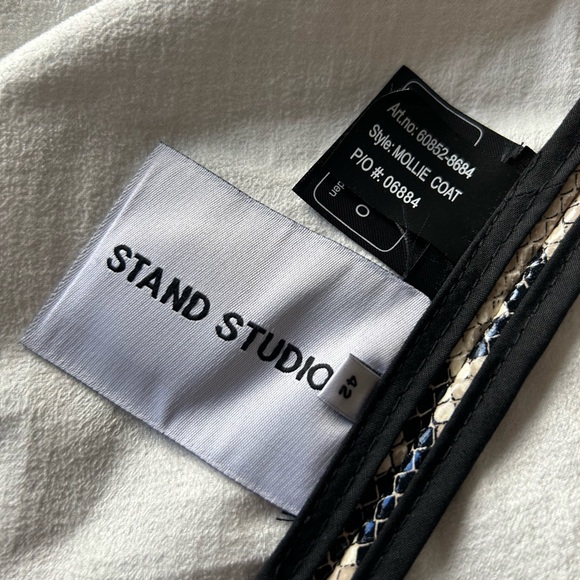 Art.no: 60852-8684
Style: MOLLIE COAT
P/O #: 06884
STAND STUDIO
42